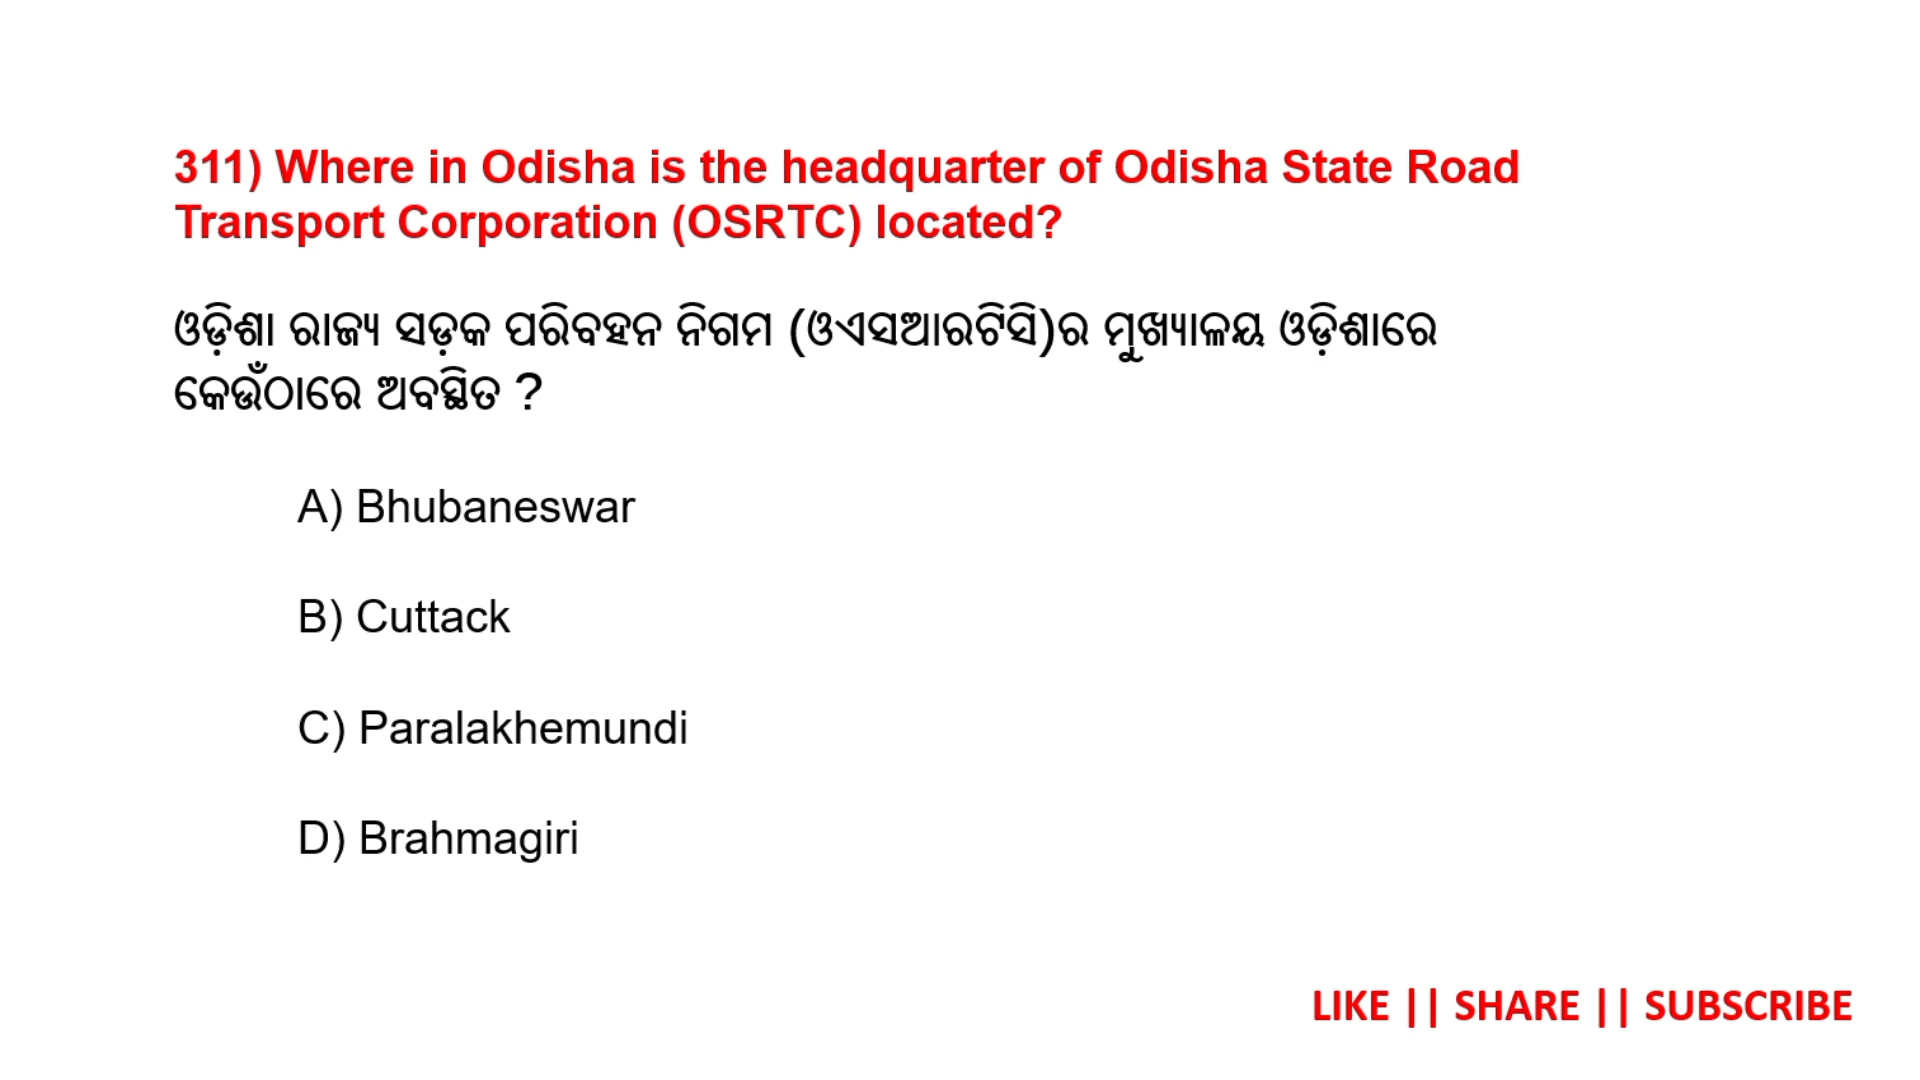 311) Where in Odisha is the headquarter of Odisha State Road
Transport Corporation (OSRTC) located?
ଓଡ଼ିଶା ରାଜ୍ୟ ସଡ଼କ ପରିବହନ ନିଗମ (ଓଏସଆରଟିସି)ର ମୁଖ୍ୟାଳୟ ଓଡ଼ିଶାରେ
କେଉଁଠାରେ ଅବସ୍ଥିତ ?
A) Bhubaneswar
B) Cuttack
C) Paralakhemundi
D) Brahmagiri
LIKE || SHARE || SUBSCRIBE